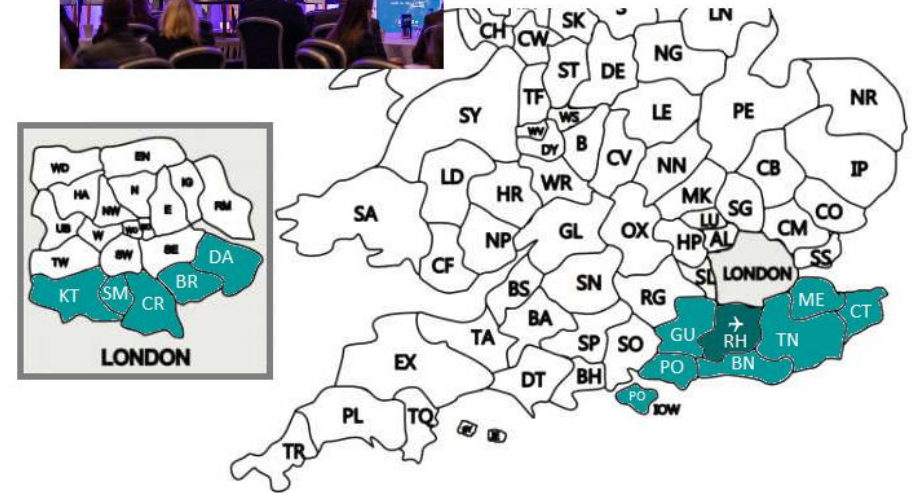 LN
SK
S
CH
CW
NG
ST
DE
NR
TF
SY
LE
PE
WS
WV
DY
B
CV
NN
CB
IP
LD
HR
WR
MK
SG
CO
SA
GL
OX
LU
CM
NP
HP
AL
SS
CF
SL
LONDON
SN
BS
RG
ME
CT
BA
GU
RH
TN
TA
SP
SO
PO
BN
EX
DT
BH
PO
IOW
PL
TQ
TR
WD
EN
HA
N
IG
NW
E
RM
UB
W
TW
SW
SE
DA
KT
SM
CR
BR
LONDON